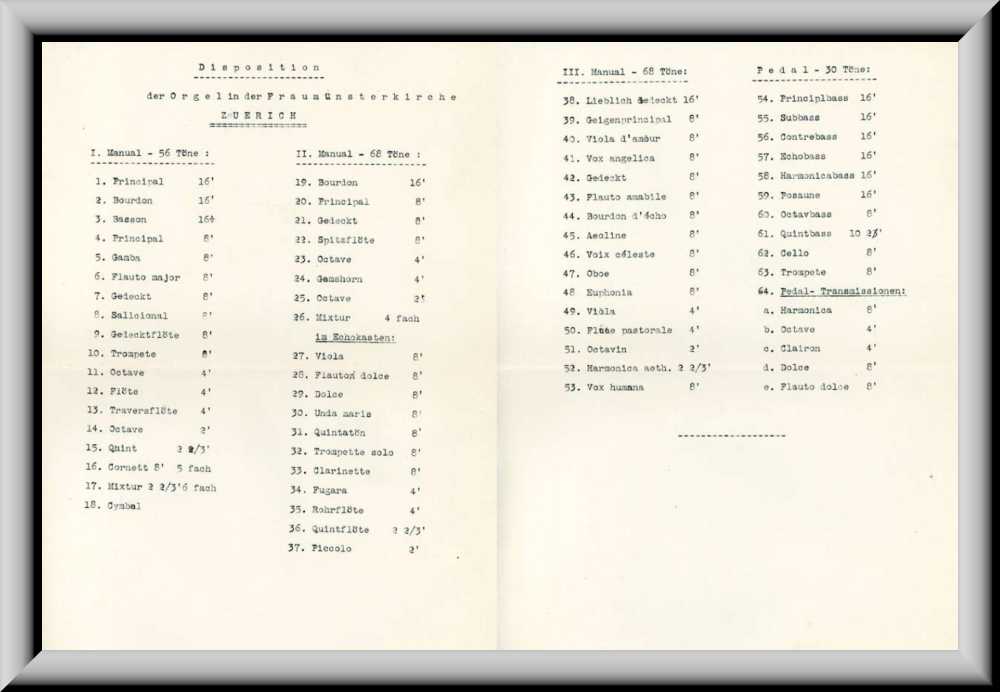 Disposition
der Orgel in der Fraumünsterkirche
ZUERICH
I. Manual - 56 Töne :
1. Principal 16'
2. Bourdon 16'
3. Basson 16'
4. Principal 8'
5. Gamba 8'
6. Flauto major 8'
7. Gedeckt 8'
8. Salicional 8'
9. Gedecktflöte 8'
10. Trompete 8'
11. Octave 4'
12. Flöte 4'
13. Traversflöte 4'
14. Octave 2'
15. Quint 2 2/3'
16. Cornett 8' 5 fach
17. Mixtur 2 2/3'6 fach
18. Cymbal
II. Manual - 68 Töne :
19. Bourdon 16'
20. Principal 8'
21. Gedeckt 8'
22. Spitzflöte 8'
23. Octave 4'
24. Gemshorn 4'
25. Octave 2'
26. Mixtur 4 fach
im Echokasten:
27. Viola 8'
28. Flauto dolce 8'
29. Dolce 8'
30. Unda maris 8'
31. Quintatön 8'
32. Trompette solo 8'
33. Clarinette 8'
34. Fugara 4'
35. Rohrflöte 4'
36. Quintflöte 2 2/3'
37. Piccolo 2'
III. Manual - 68 Töne:
38. Lieblich Gedeckt 16'
39. Geigenprincipal 8'
40. Viola d'amour 8'
41. Vox angelica 8'
42. Gedeckt 8'
43. Flauto amabile 8'
44. Bourdon d'écho 8'
45. Aeoline 8'
46. Voix céleste 8'
47. Oboe 8'
48 Euphonia 8'
49. Viola 4'
50. Flûte pastorale 4'
51. Octavin 2'
52. Harmonica aeth. 2 2/3'
53. Vox humana 8'
Pedal - 30 Töne:
54. Principlbass 16'
55. Subbass 16'
56. Contrebass 16'
57. Echobass 16'
58. Harmonicabass 16'
59. Posaune 16'
60. Octavbass 8'
61. Quintbass 10 2/3'
62. Cello 8'
63. Trompete 8'
64. Pedal- Transmissionen:
a. Harmonica 8'
b. Octave 4'
c. Clairon 4'
d. Dolce 8'
e. Flauto dolce 8'